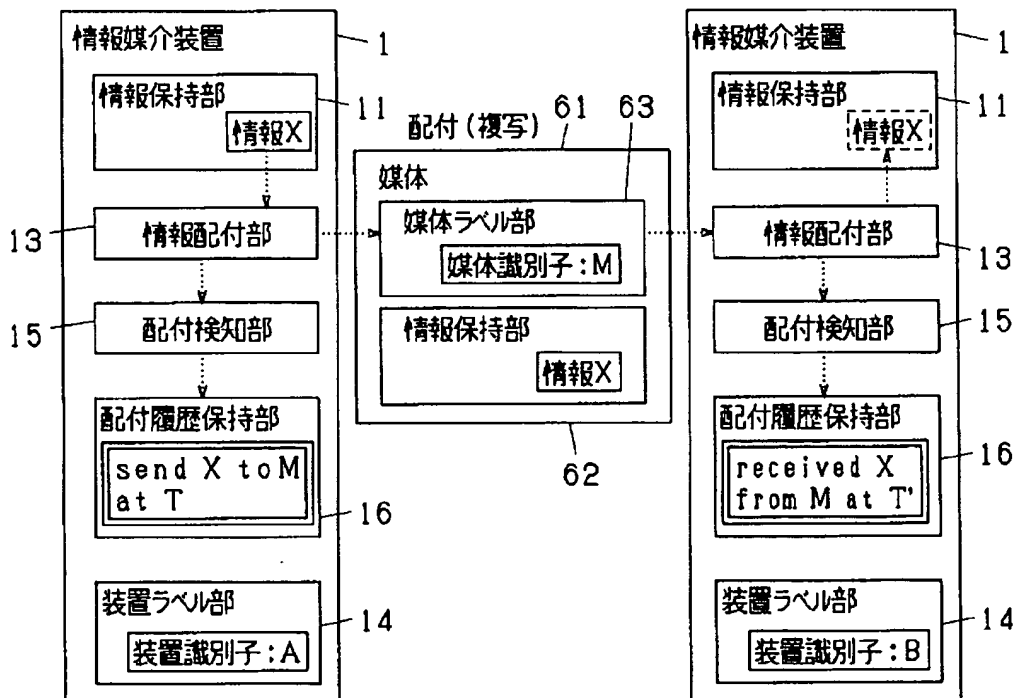 情報媒介装置
1
情報保持部
11
情報X
13
情報配付部
15
配付検知部
配付履歴保持部
send X to M
at T
16
装置ラベル部
14
装置識別子:A
配付(複写)
61
63
媒体
媒体ラベル部
媒体識別子:M
情報保持部
情報X
62
情報媒介装置
1
情報保持部
11
情報X
情報配付部
13
配付検知部
15
配付履歴保持部
16
received X
from M at T'
装置ラベル部
14
装置識別子:B